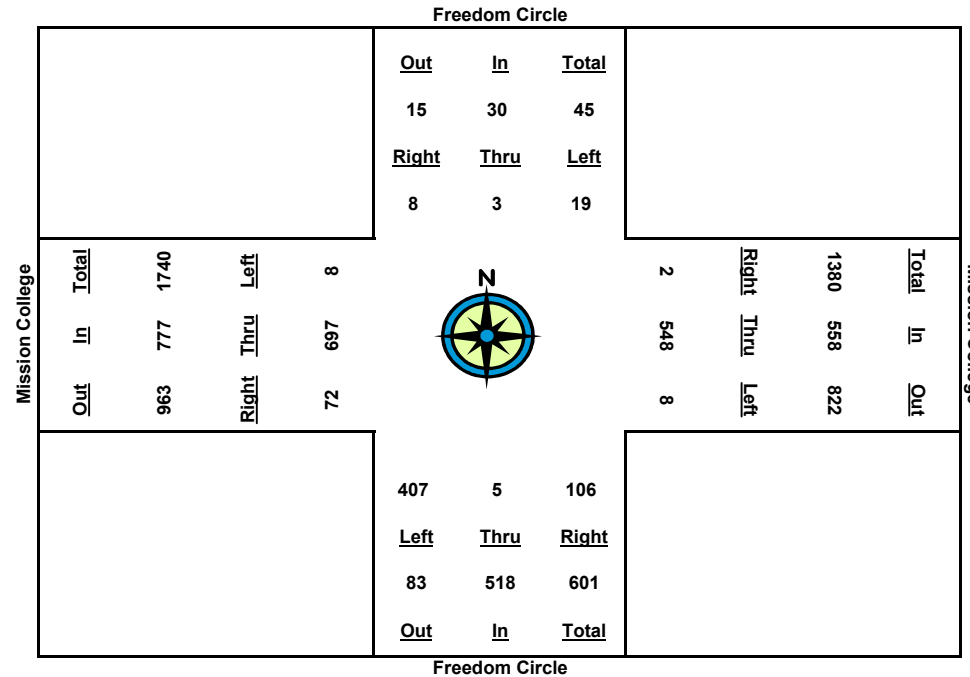 Freedom Circle
Out In Total
15 30 45
Right Thru Left
8 3 19
Mission College
Total 1740 Left 8
In 777 Thru 697
Out 963 Right 72
N
2 Right 1380 Total
548 Thru 558 In
8 Left 822 Out
407 5 106
Left Thru Right
83 518 601
Out In Total
Freedom Circle